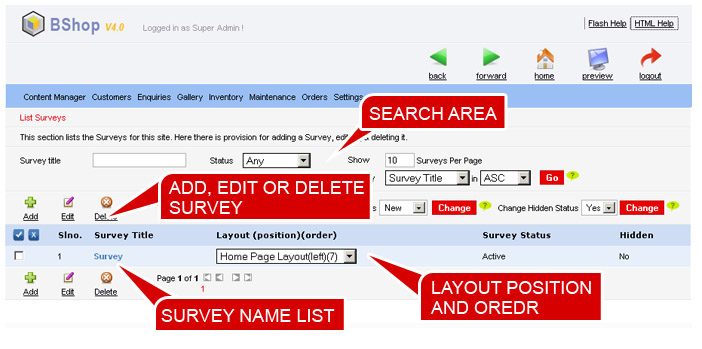 BShop V4.0
Logged in as Super Admin !
Flash Help HTML Help
back forward home preview logout
Content Manager Customers Enquiries Gallery Inventory Maintenance Orders Settings
List Surveys
SEARCH AREA
This section lists the Surveys for this site. Here there is provision for adding a Survey, deleting it.
Survey title Status Any Show 10 Surveys Per Page
Survey Title in ASC Go ?
ADD, EDIT OR DELETE
SURVEY
Add Edit Delete New Change ? Change Hidden Status Yes Change ?
Slno. Survey Title Layout (position)(order) Survey Status Hidden
1 Survey Home Page Layout(left)(7) Active No
Add Edit Delete Page 1 of 1
1
LAYOUT POSITION
AND OREDR
SURVEY NAME LIST